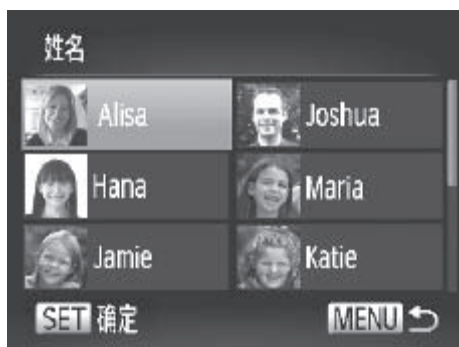 姓名
Alisa Joshua
Hana Maria
Jamie Katie
SET 确定 MENU